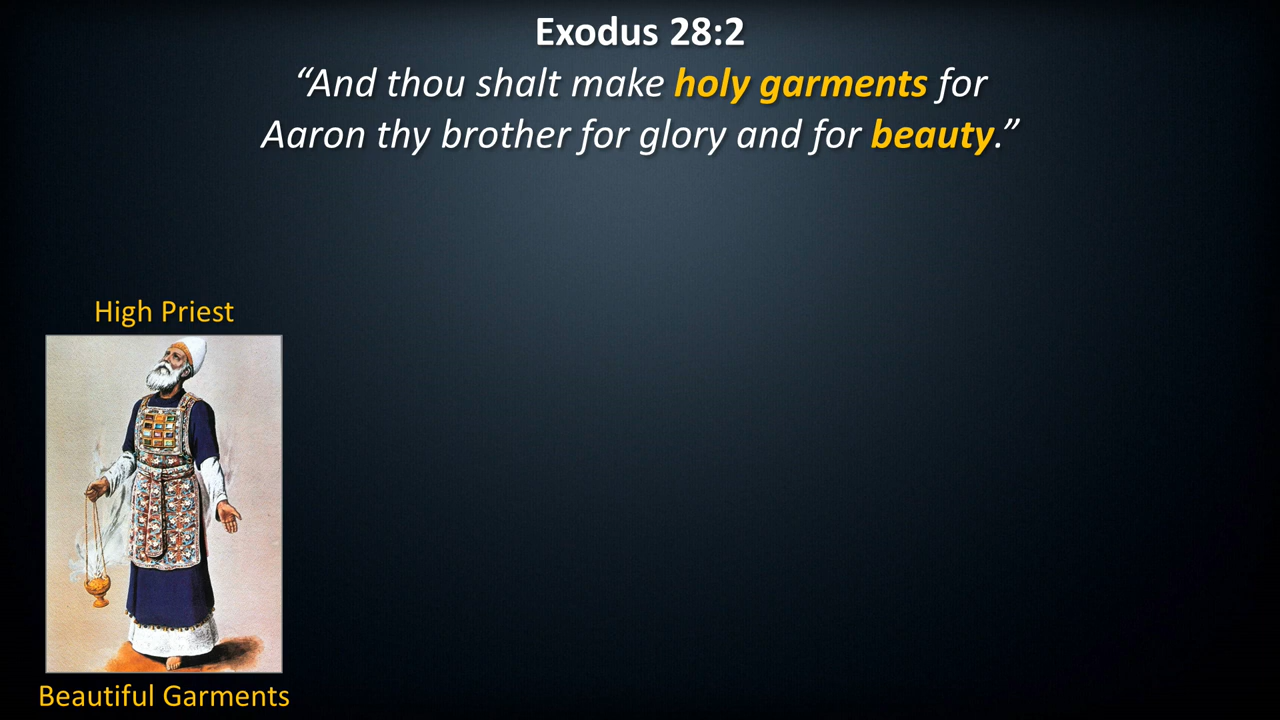 Exodus 28:2
“And thou shalt make holy garments for
Aaron thy brother for glory and for beauty.”
High Priest
Beautiful Garments